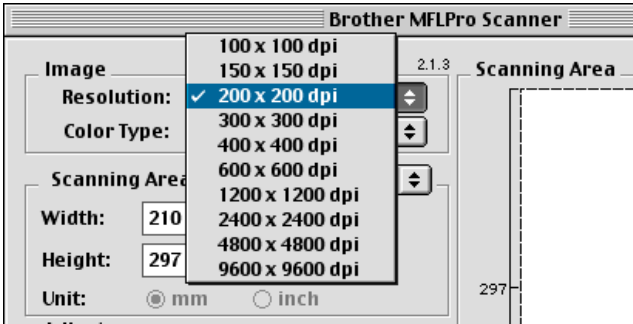 Brother MFLPro Scanner
2.1.3
Image
Resolution:
Color Type:
100 x 100 dpi
150 x 150 dpi
✓ 200 x 200 dpi
300 x 300 dpi
400 x 400 dpi
600 x 600 dpi
1200 x 1200 dpi
2400 x 2400 dpi
4800 x 4800 dpi
9600 x 9600 dpi
Scanning Area
Width: 210
Height: 297
Unit: mm inch
Scanning Area
297